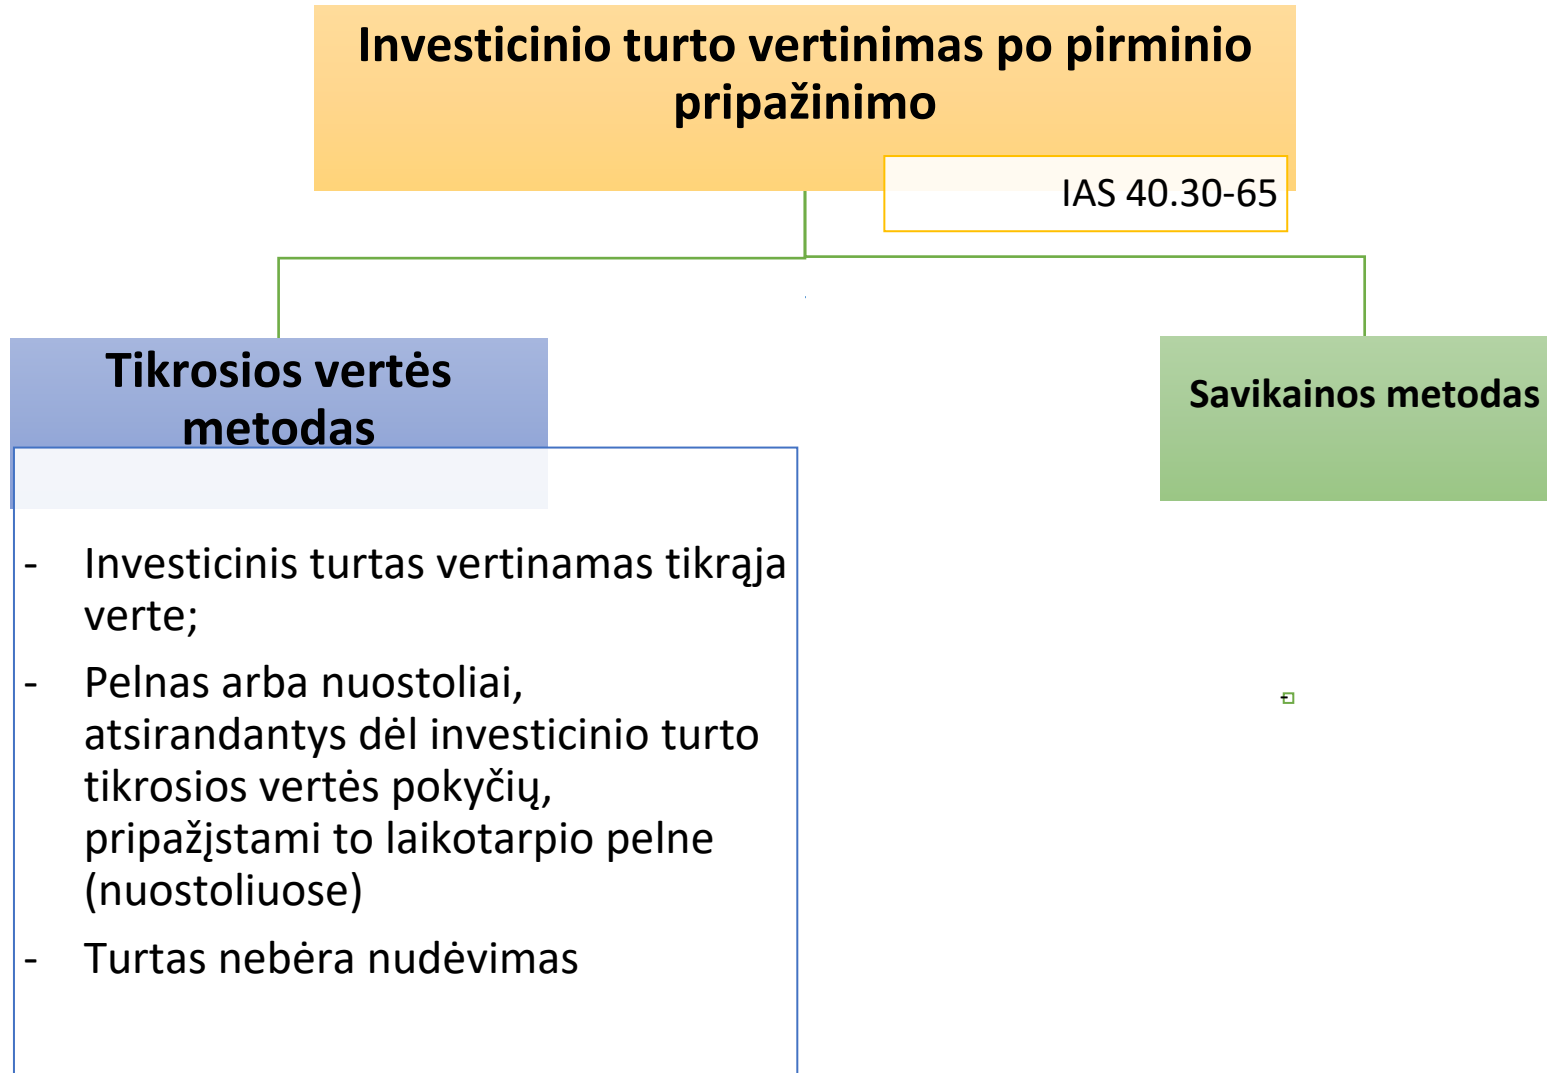 Investicinio turto vertinimas po pirminio
pripažinimo
IAS 40.30-65
Tikrosios vertės
metodas
Savikainos metodas
- Investicinis turtas vertinamas tikrąja
verte;
- Pelnas arba nuostoliai,
atsirandantys dėl investicinio turto
tikrosios vertės pokyčių,
pripažįstami to laikotarpio pelne
(nuostoliuose)
- Turtas nebėra nudėvimas
-